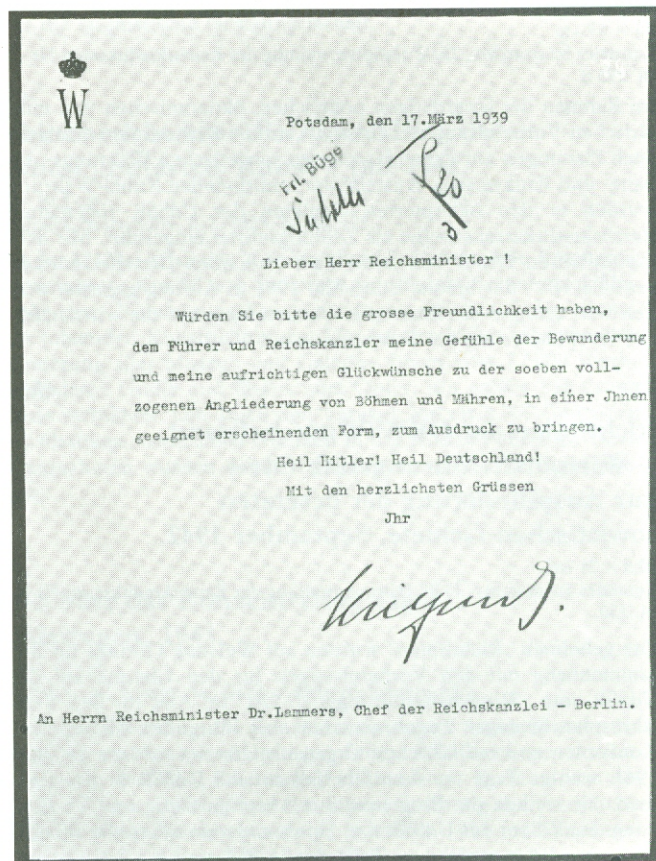 W
Potsdam, den 17.März 1939
Frl. Büge
Lieber Herr Reichsminister !
Würden Sie bitte die grosse Freundlichkeit haben,
dem Führer und Reichskanzler meine Gefühle der Bewunderung
und meine aufrichtigen Glückwünsche zu der soeben voll-
zogenen Angliederung von Böhmen und Mähren, in einer Jhnen
geeignet erscheinenden Form, zum Ausdruck zu bringen.
Heil Hitler! Heil Deutschland!
Mit den herzlichsten Grüssen
Jhr
An Herrn Reichsminister Dr.Lammers, Chef der Reichskanzlei - Berlin.